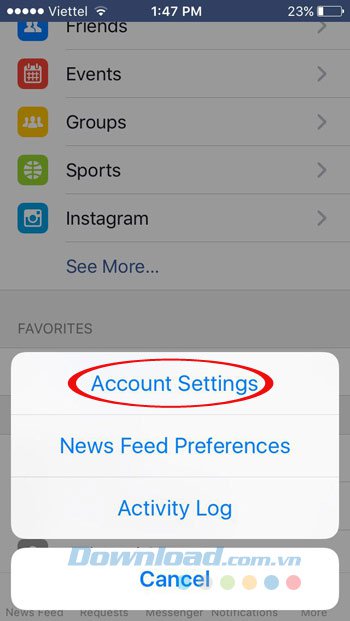 Viettel 1:47 PM 23%
Friends
Events
Groups
Sports
Instagram
See More...
FAVORITES
Account Settings
News Feed Preferences
Activity Log
Download.com.vn
Cancel
News Feed Requests Messenger Notifications More